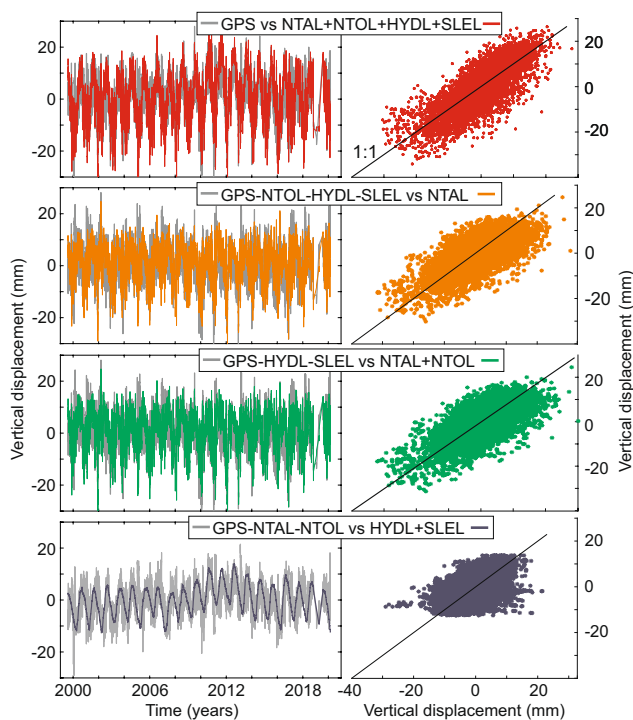 GPS vs NTAL+NTOL+HYDL+SLEL
20
0
-20
20
0
-20
1:1
GPS-NTOL-HYDL-SLEL vs NTAL
20
0
-20
20
0
-20
GPS-HYDL-SLEL vs NTAL+NTOL
20
0
-20
20
0
-20
GPS-NTAL-NTOL vs HYDL+SLEL
20
0
-20
20
0
-20
-40
Vertical displacement (mm)
Vertical displacement (mm)
2000 2006 2012 2018
-40 -20 0 20
Time (years)
Vertical displacement (mm)